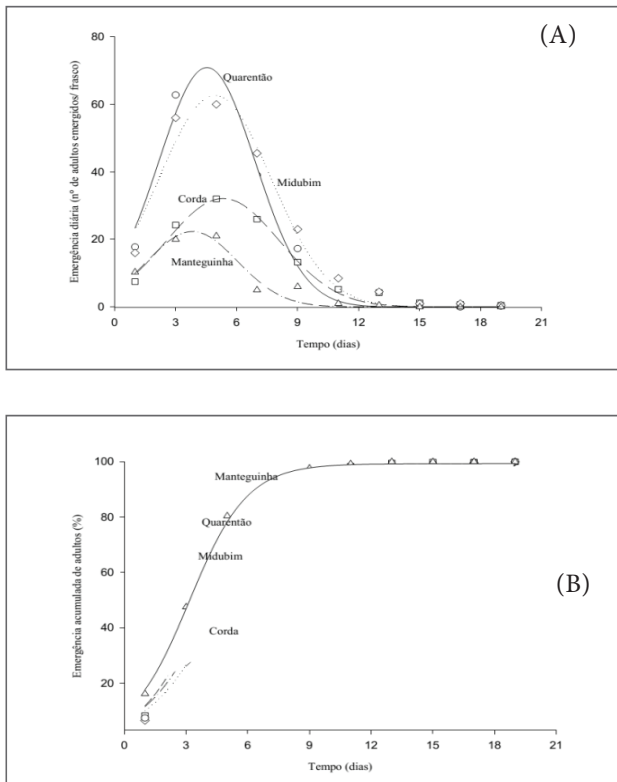 (A)
80
60
40
20
0
Emergência diária (nº de adultos emergidos/ frasco)
Quarentão
Midubim
Corda
Manteguinha
0 3 6 9 12 15 18 21
Tempo (dias)
(B)
100
80
60
40
20
Emergência acumulada de adultos (%)
Manteguinha
Quarentão
Midubim
Corda
0 3 6 9 12 15 18 21
Tempo (dias)